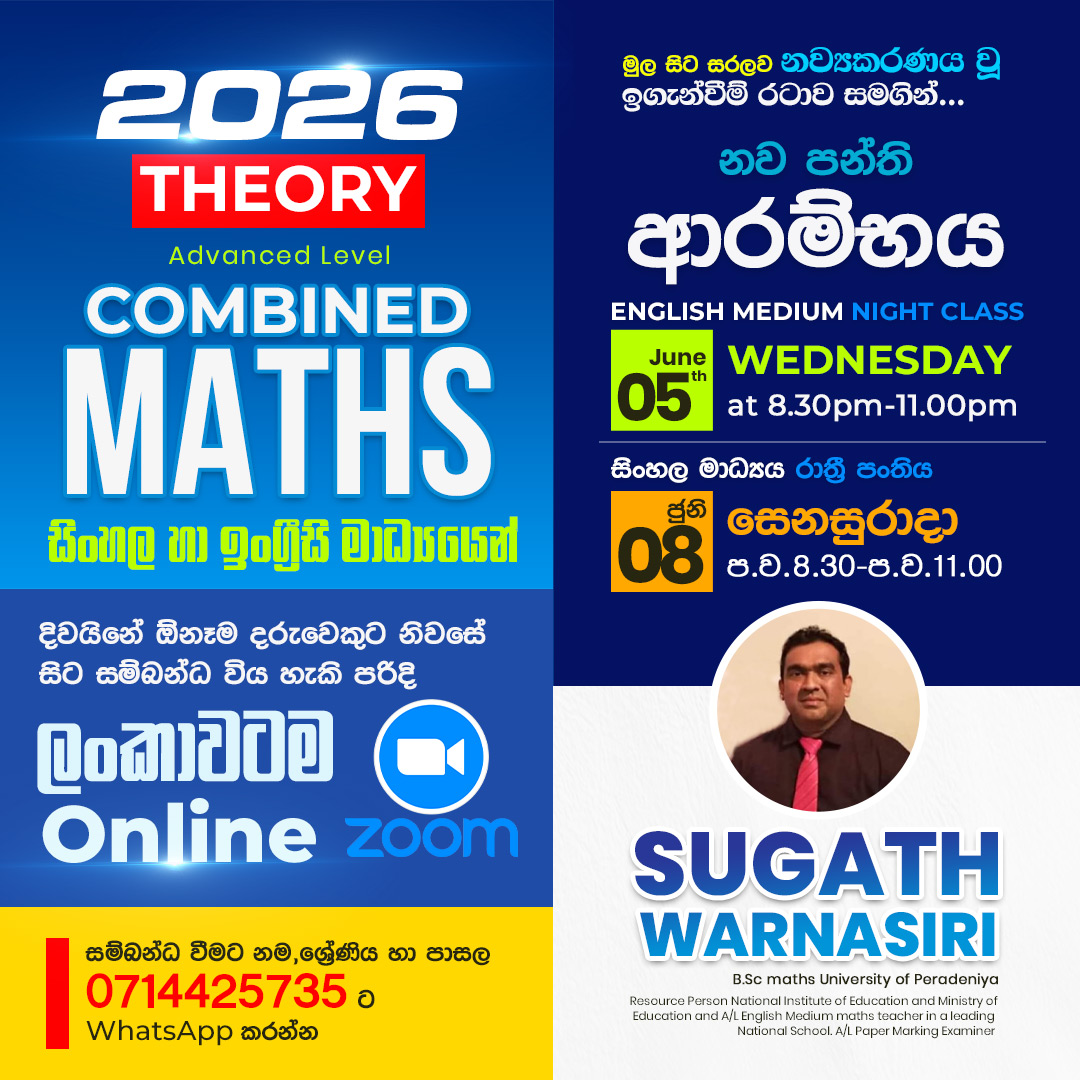 2026
THEORY
Advanced Level
COMBINED
MATHS
සිංහල හා ඉංග්‍රීසි මාධ්‍යයෙන්
දිවයිනේ ඕනෑම දරුවෙකුට නිවසේ
සිට සම්බන්ධ විය හැකි පරිදි
ලංකාවටම
Online zoom
සම්බන්ධ වීමට නම,ශ්‍රේණිය හා පාසල
0714425735 ට
WhatsApp කරන්න
මුල සිට සරලව නව්‍යකරණය වූ
ඉගැන්වීම් රටාව සමගින්...
නව පන්ති
ආරම්භය
ENGLISH MEDIUM NIGHT CLASS
June 05th
WEDNESDAY
at 8.30pm-11.00pm
සිංහල මාධ්‍යය රාත්‍රී පංතිය
ජුනි 08
සෙනසුරාදා
ප.ව.8.30-ප.ව.11.00
SUGATH
WARNASIRI
B.Sc maths University of Peradeniya
Resource Person National Institute of Education and Ministry of
Education and A/L English Medium maths teacher in a leading
National School. A/L Paper Marking Examiner